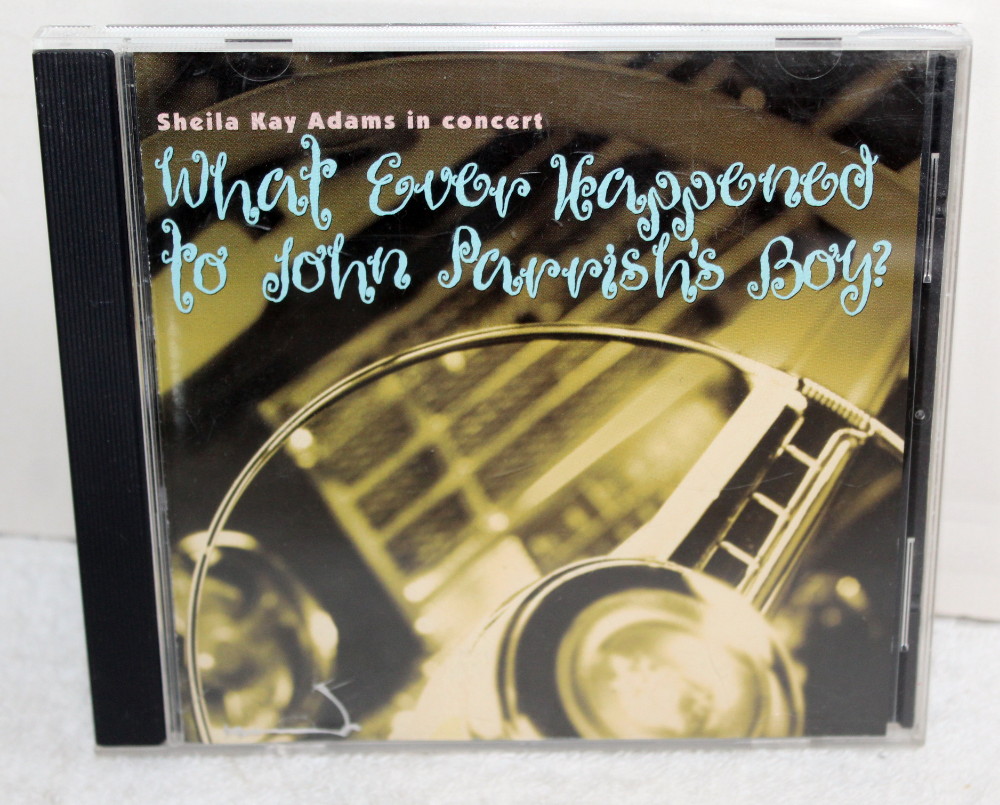 Sheila Kay Adams in concert
What Ever Happened
to John Parrish's Boy?